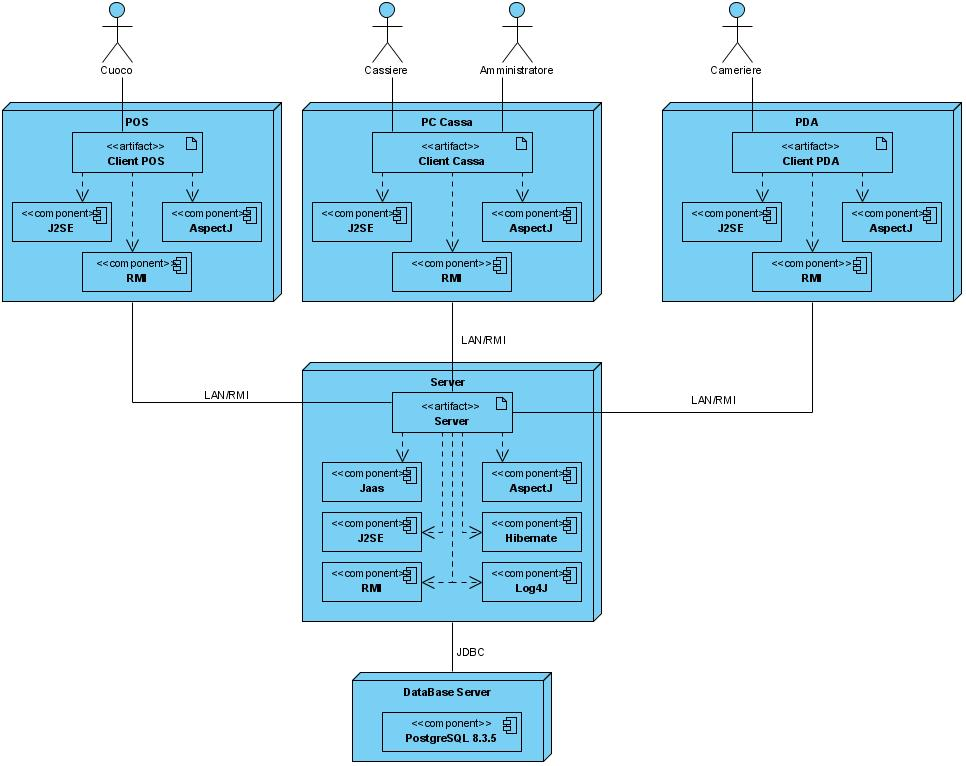 Cuoco
Cassiere
Amministratore
Cameriere
POS
<<artifact>>
Client POS
<<component>>
J2SE
<<component>>
AspectJ
<<component>>
RMI
PC Cassa
<<artifact>>
Client Cassa
<<component>>
J2SE
<<component>>
AspectJ
<<component>>
RMI
PDA
<<artifact>>
Client PDA
<<component>>
J2SE
<<component>>
AspectJ
<<component>>
RMI
LAN/RMI
LAN/RMI
LAN/RMI
Server
<<artifact>>
Server
<<component>>
Jaas
<<component>>
AspectJ
<<component>>
J2SE
<<component>>
Hibernate
<<component>>
RMI
<<component>>
Log4J
JDBC
DataBase Server
<<component>>
PostgreSQL 8.3.5